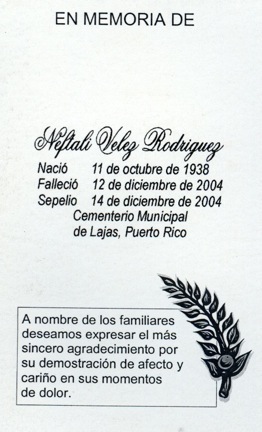 EN MEMORIA DE
Neftali Velez Rodriguez
Nació 11 de octubre de 1938
Falleció 12 de diciembre de 2004
Sepelio 14 de diciembre de 2004
Cementerio Municipal
de Lajas, Puerto Rico
A nombre de los familiares
deseamos expresar el más
sincero agradecimiento por
su demostración de afecto y
cariño en sus momentos
de dolor.